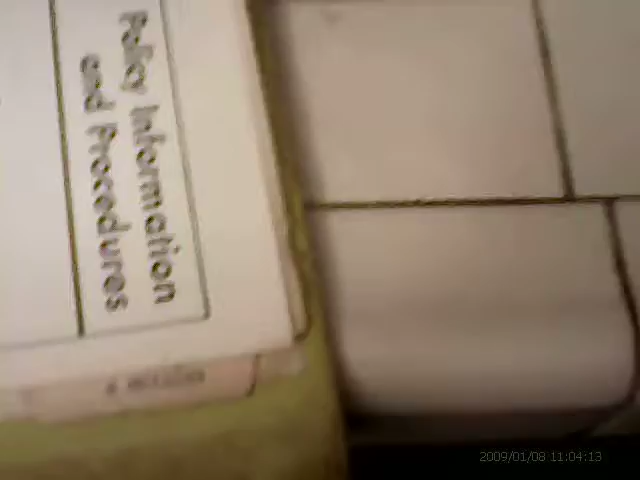 Policy Information
and Procedures
2009/01/08 11:04:13